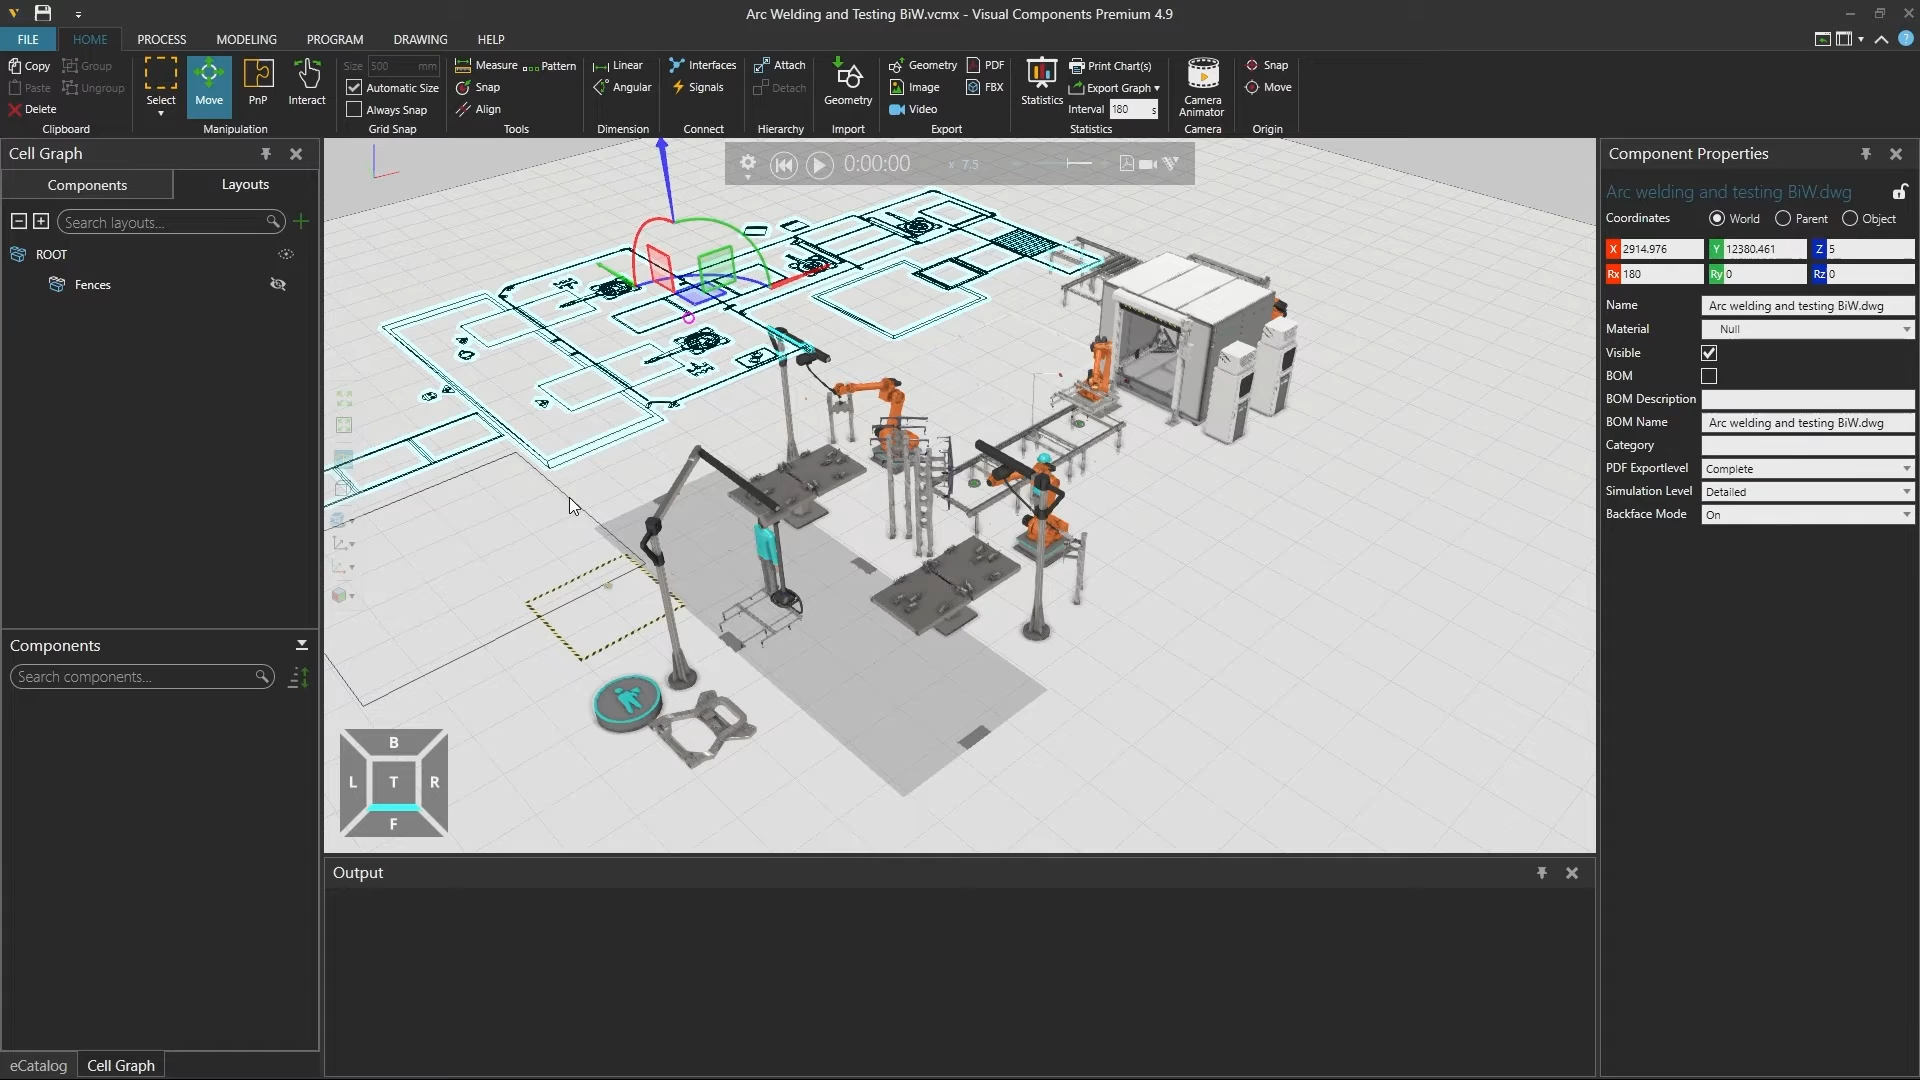 Arc Welding and Testing BiW.vcmx - Visual Components Premium 4.9
FILE HOME PROCESS MODELING PROGRAM DRAWING HELP
Copy Group
Paste Ungroup
Delete
Clipboard
Select Move PnP Interact
Manipulation
Size 500 mm
Automatic Size
Always Snap
Grid Snap
Measure Pattern
Snap
Align
Tools
Linear
Angular
Dimension
Interfaces
Signals
Connect
Attach
Detach
Hierarchy
Geometry
Import
Geometry PDF
Image FBX
Video
Export
Statistics
Print Chart(s)
Export Graph
Interval 180 s
Statistics
Camera
Animator
Camera
Snap
Move
Origin
Cell Graph
Components Layouts
Search layouts...
ROOT
Fences
Components
Search components...
eCatalog Cell Graph
0:00:00 x 7.5
B
L T R
F
Output
Component Properties
Arc welding and testing BiW.dwg
Coordinates World Parent Object
X 2914.976 Y 12380.461 Z 5
Rx 180 Ry 0 Rz 0
Name Arc welding and testing BiW.dwg
Material Null
Visible
BOM
BOM Description
BOM Name Arc welding and testing BiW.dwg
Category
PDF Exportlevel Complete
Simulation Level Detailed
Backface Mode On